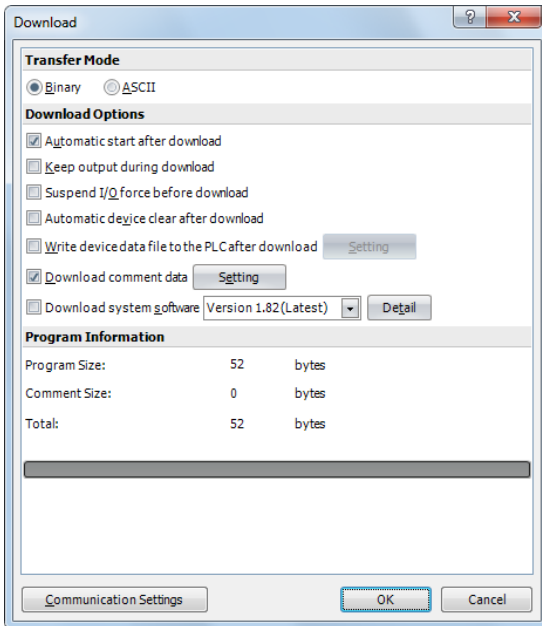 Download
Transfer Mode
Binary ASCII
Download Options
Automatic start after download
Keep output during download
Suspend I/O force before download
Automatic device clear after download
Write device data file to the PLC after download Setting
Download comment data Setting
Download system software Version 1.82(Latest) Detail
Program Information
Program Size: 52 bytes
Comment Size: 0 bytes
Total: 52 bytes
Communication Settings OK Cancel